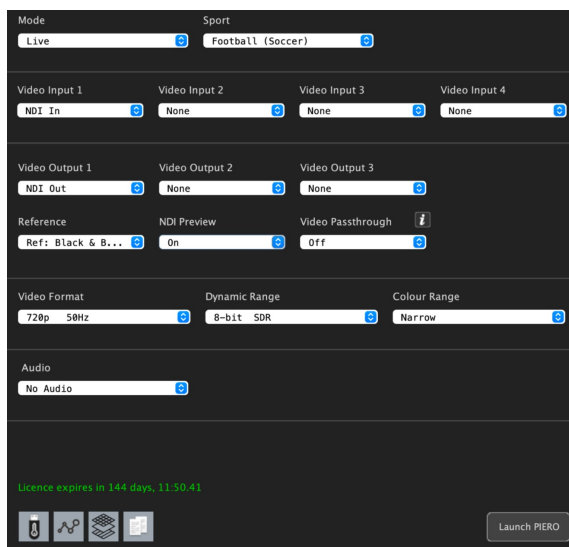 Mode Sport
Live Football (Soccer)
Video Input 1 Video Input 2 Video Input 3 Video Input 4
NDI In None None None
Video Output 1 Video Output 2 Video Output 3
NDI Out None None
Reference NDI Preview Video Passthrough i
Ref: Black & B... On Off
Video Format Dynamic Range Colour Range
720p 50Hz 8-bit SDR Narrow
Audio
No Audio
Licence expires in 144 days, 11:50.41
Launch PIERO